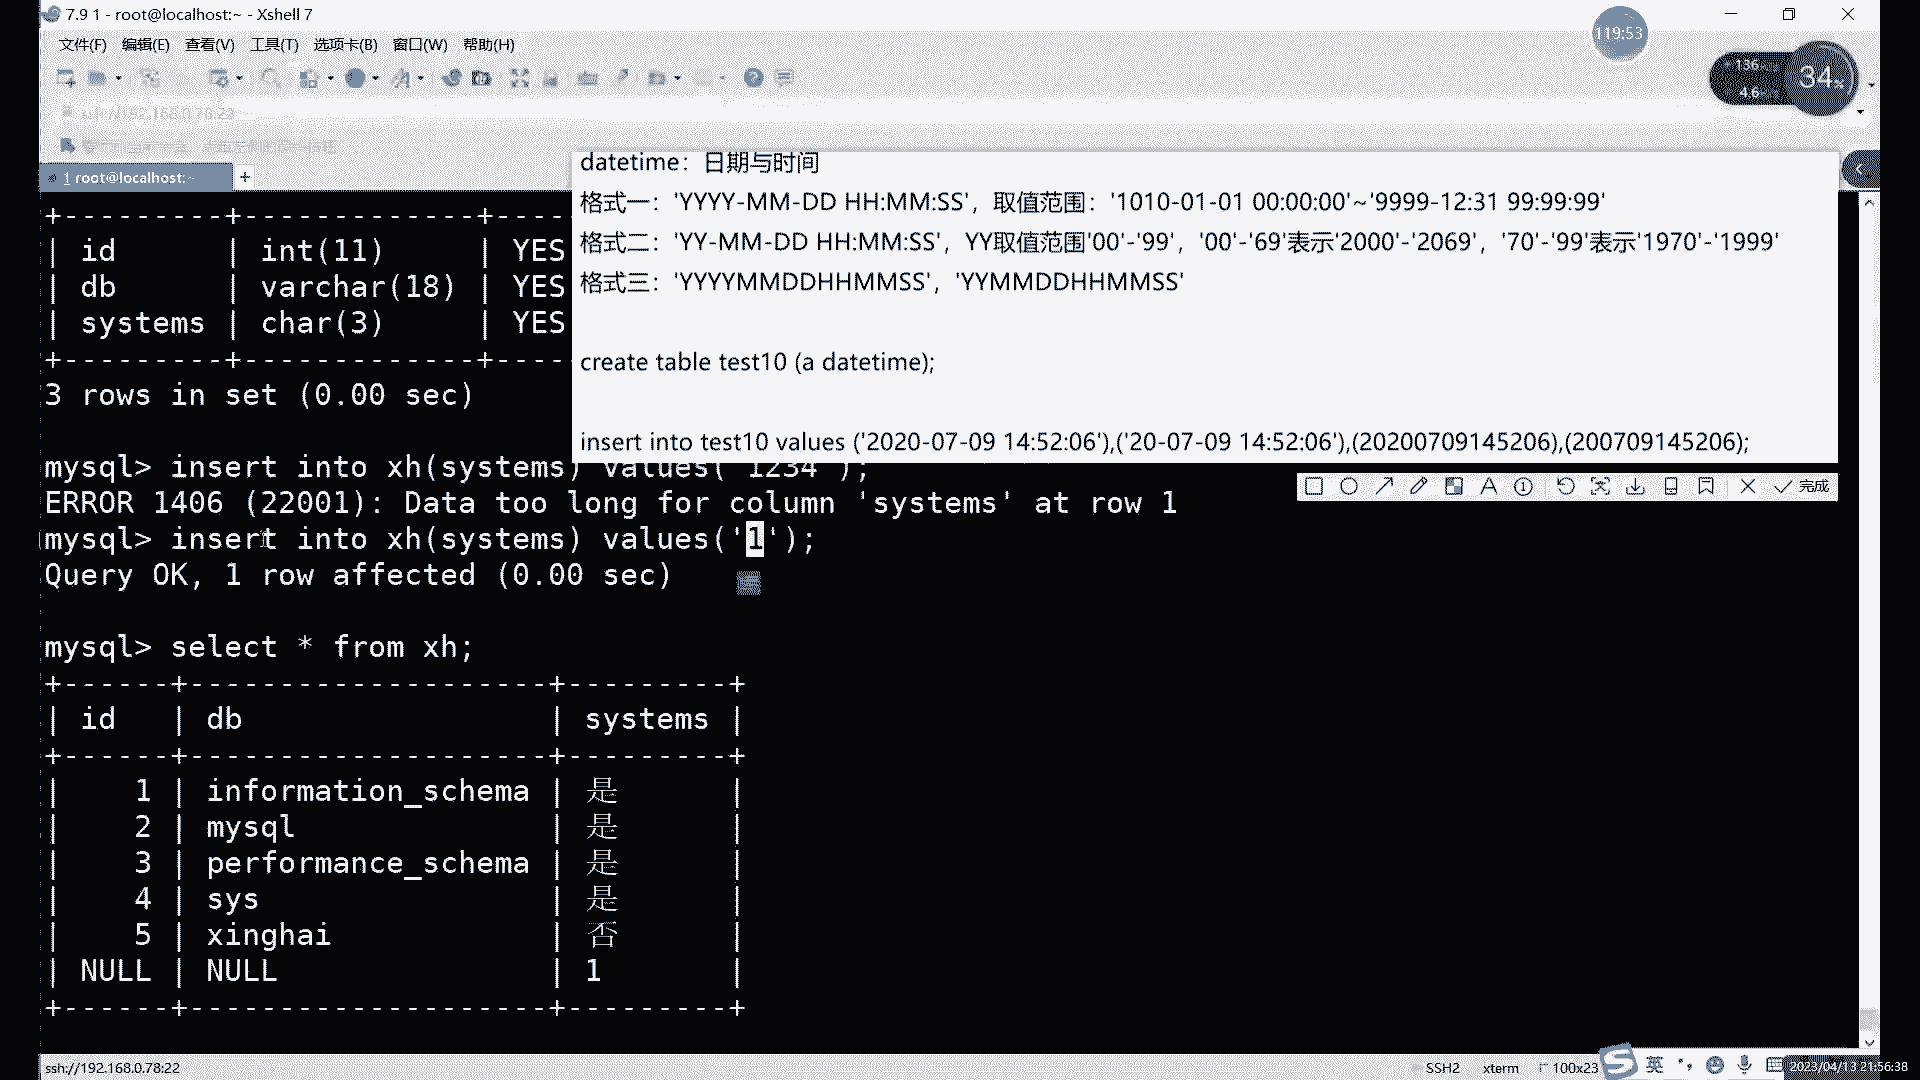 7.9 1 - root@localhost:~ - Xshell 7
119:53
文件(F) 编辑(E) 查看(V) 工具(T) 选项卡(B) 窗口(W) 帮助(H)
136
4.6
34%
ssh://192.168.0.78:22
1 root@localhost:~ +
datetime：日期与时间
格式一：'YYYY-MM-DD HH:MM:SS'，取值范围：'1010-01-01 00:00:00'~'9999-12:31 99:99:99'
格式二：'YY-MM-DD HH:MM:SS'，YY取值范围'00'-'99'，'00'-'69'表示'2000'-'2069'，'70'-'99'表示'1970'-'1999'
格式三：'YYYYMMDDHHMMSS'，'YYMMDDHHMMSS'
create table test10 (a datetime);
insert into test10 values ('2020-07-09 14:52:06'),('20-07-09 14:52:06'),(20200709145206),(200709145206);
完成
+---------+-------------+-----
| id | int(11) | YES
| db | varchar(18) | YES
| systems | char(3) | YES
+---------+-------------+-----
3 rows in set (0.00 sec)
mysql> insert into xh(systems) values('1234');
ERROR 1406 (22001): Data too long for column 'systems' at row 1
mysql> insert into xh(systems) values('1');
Query OK, 1 row affected (0.00 sec)
mysql> select * from xh;
+------+--------------------+---------+
| id | db | systems |
+------+--------------------+---------+
| 1 | information_schema | 是 |
| 2 | mysql | 是 |
| 3 | performance_schema | 是 |
| 4 | sys | 是 |
| 5 | xinghai | 否 |
| NULL | NULL | 1 |
+------+--------------------+---------+
ssh://192.168.0.78:22 SSH2 xterm 100x23 英 2023/04/13 21:56:38